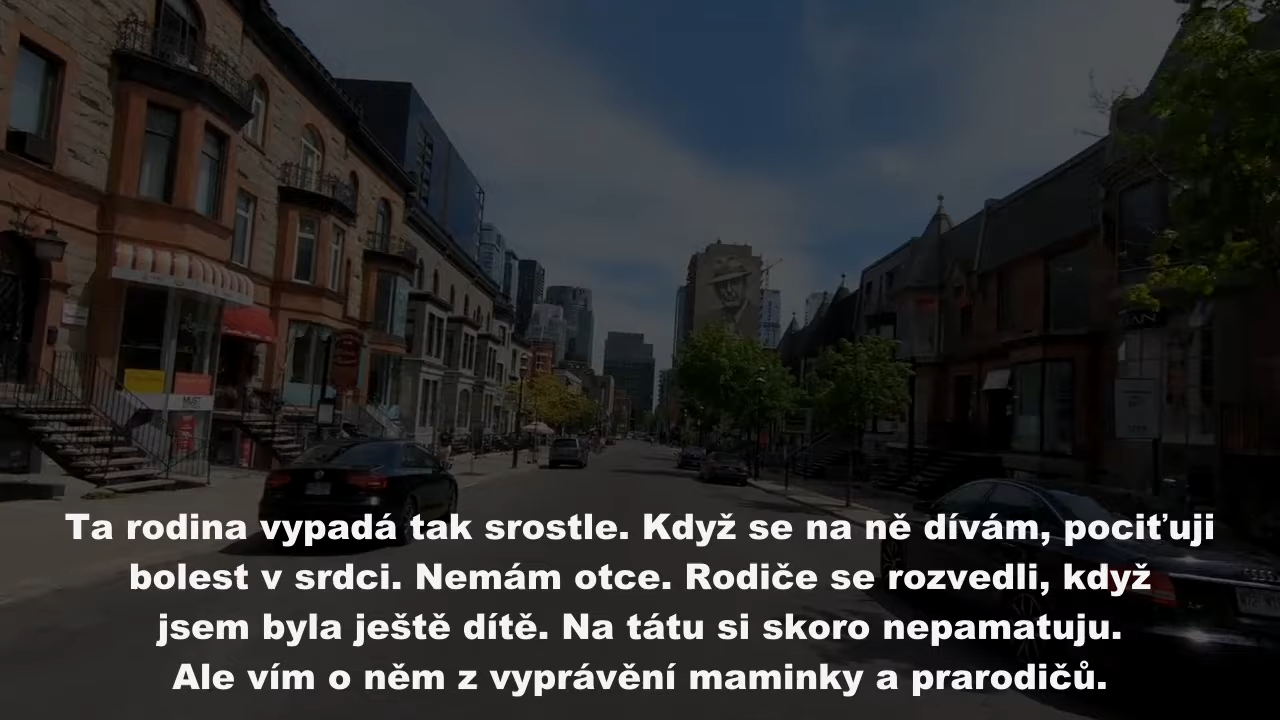 MUST
Ta rodina vypadá tak srostle. Když se na ně dívám, pociťuji
bolest v srdci. Nemám otce. Rodiče se rozvedli, když
jsem byla ještě dítě. Na tátu si skoro nepamatuju.
Ale vím o něm z vyprávění maminky a prarodičů.